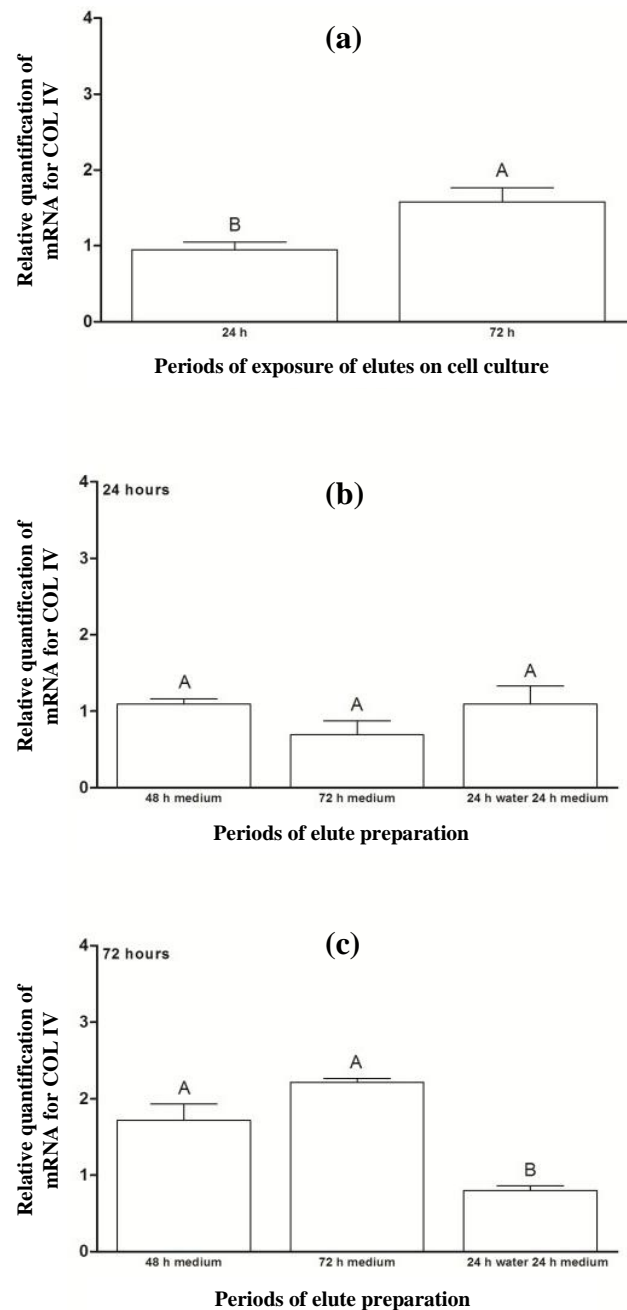 (a)
Relative quantification of
mRNA for COL IV
4
3
2
1
0
B
A
24 h
72 h
Periods of exposure of elutes on cell culture
(b)
24 hours
Relative quantification of
mRNA for COL IV
4
3
2
1
0
A
A
A
48 h medium
72 h medium
24 h water 24 h medium
Periods of elute preparation
(c)
72 hours
Relative quantification of
mRNA for COL IV
4
3
2
1
0
A
A
B
48 h medium
72 h medium
24 h water 24 h medium
Periods of elute preparation